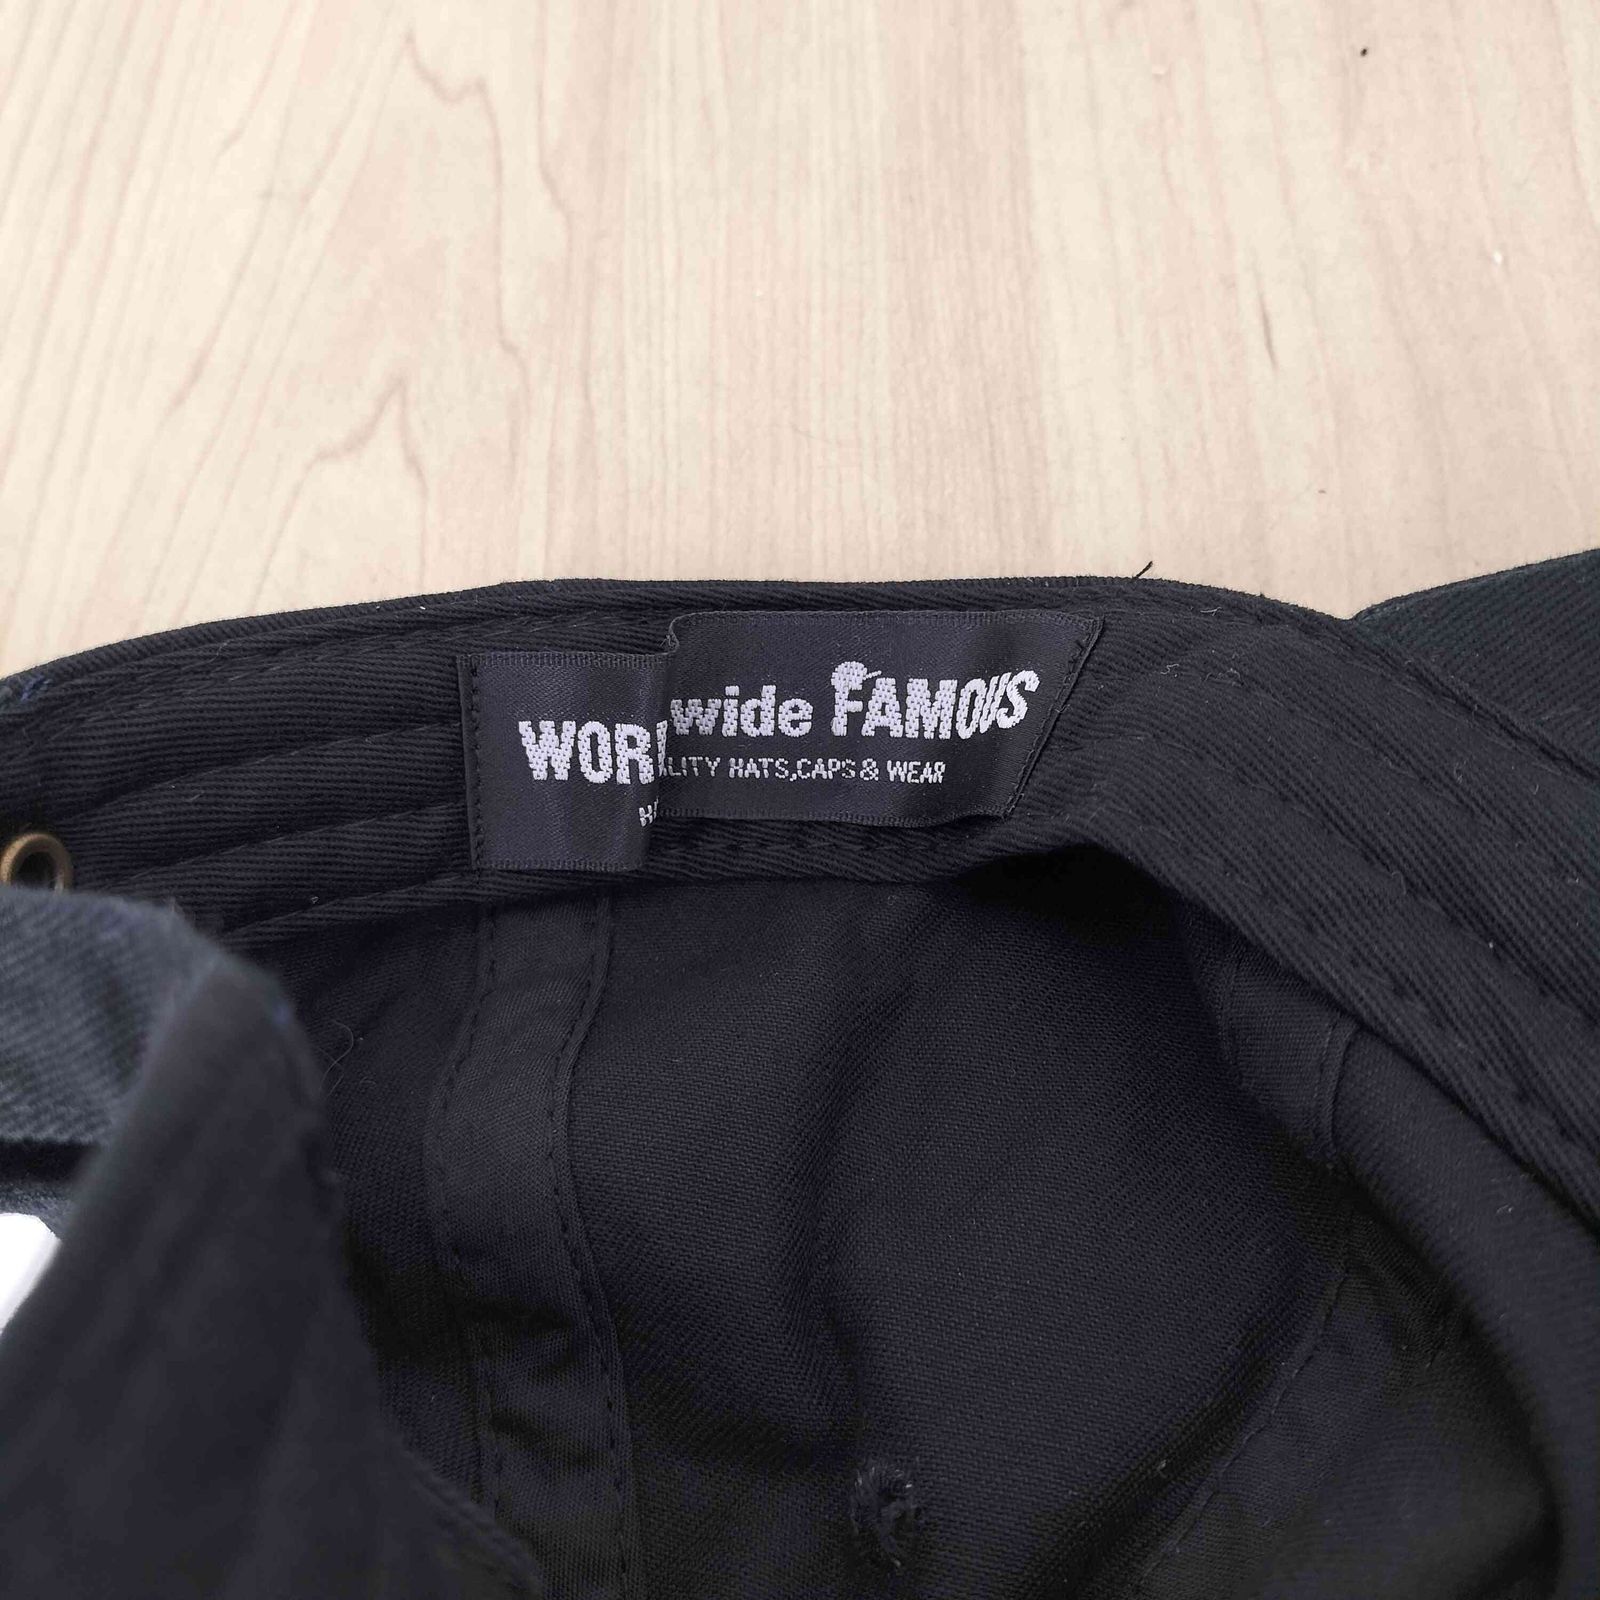 WORL wide FAMOUS
LITY HATS,CAPS & WEAR